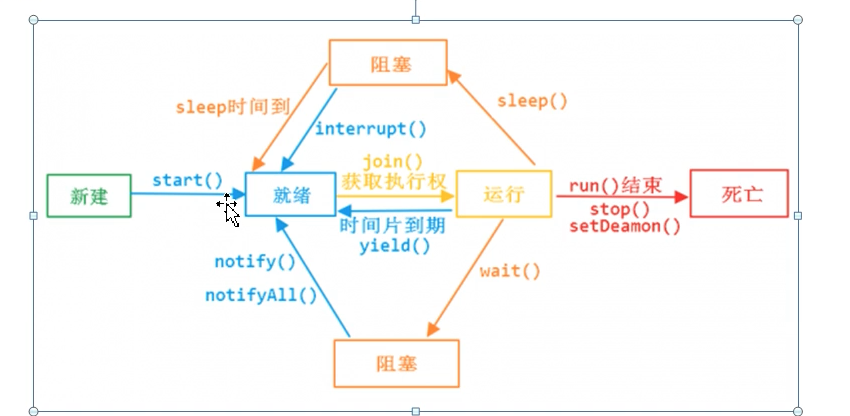 阻塞
sleep时间到
sleep()
interrupt()
join()
获取执行权
新建
start()
就绪
运行
run()结束
死亡
stop()
setDeamon()
时间片到期
yield()
notify()
wait()
notifyAll()
阻塞